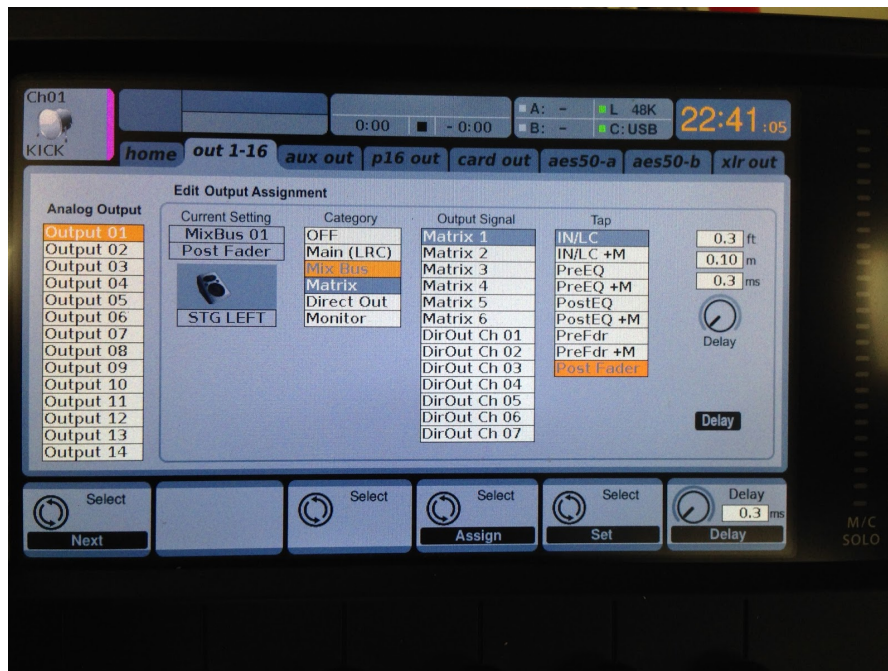 Ch01
KICK
0:00 - 0:00
A: - L 48K
B: - C: USB
22:41 :05
home out 1-16 aux out p16 out card out aes50-a aes50-b xlr out
Edit Output Assignment
Analog Output
Output 01
Output 02
Output 03
Output 04
Output 05
Output 06
Output 07
Output 08
Output 09
Output 10
Output 11
Output 12
Output 13
Output 14
Current Setting
MixBus 01
Post Fader
STG LEFT
Category
OFF
Main (LRC)
Mix Bus
Matrix
Direct Out
Monitor
Output Signal
Matrix 1
Matrix 2
Matrix 3
Matrix 4
Matrix 5
Matrix 6
DirOut Ch 01
DirOut Ch 02
DirOut Ch 03
DirOut Ch 04
DirOut Ch 05
DirOut Ch 06
DirOut Ch 07
Tap
IN/LC
IN/LC +M
PreEQ
PreEQ +M
PostEQ
PostEQ +M
PreFdr
PreFdr +M
Post Fader
0.3 ft
0.10 m
0.3 ms
Delay
Delay
Select
Next
Select
Select
Assign
Select
Set
Delay
0.3 ms
Delay
M/C
SOLO